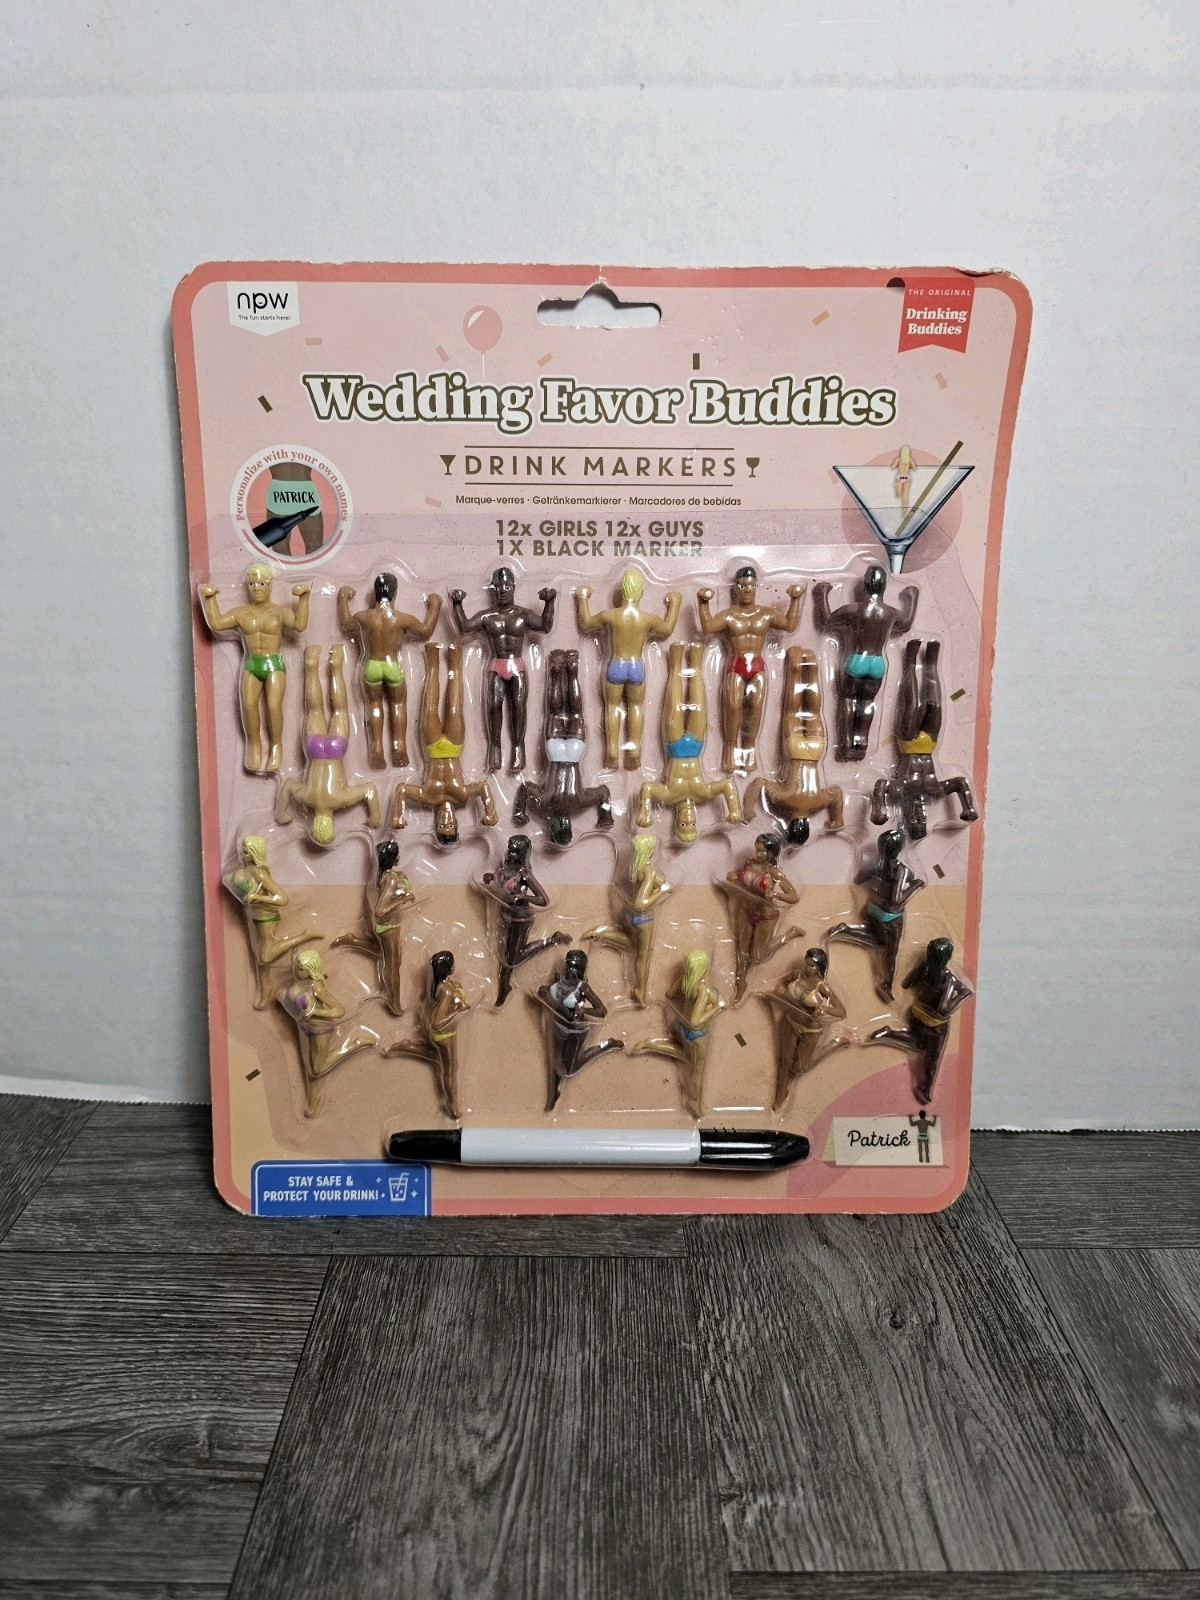 npw
The fun starts here!
THE ORIGINAL
Drinking
Buddies
Wedding Favor Buddies
DRINK MARKERS
Marque-verres · Getränkemarkierer · Marcadores de bebidas
12x GIRLS 12x GUYS
1X BLACK MARKER
Personalize with your own names
PATRICK
Patrick
STAY SAFE &
PROTECT YOUR DRINK!